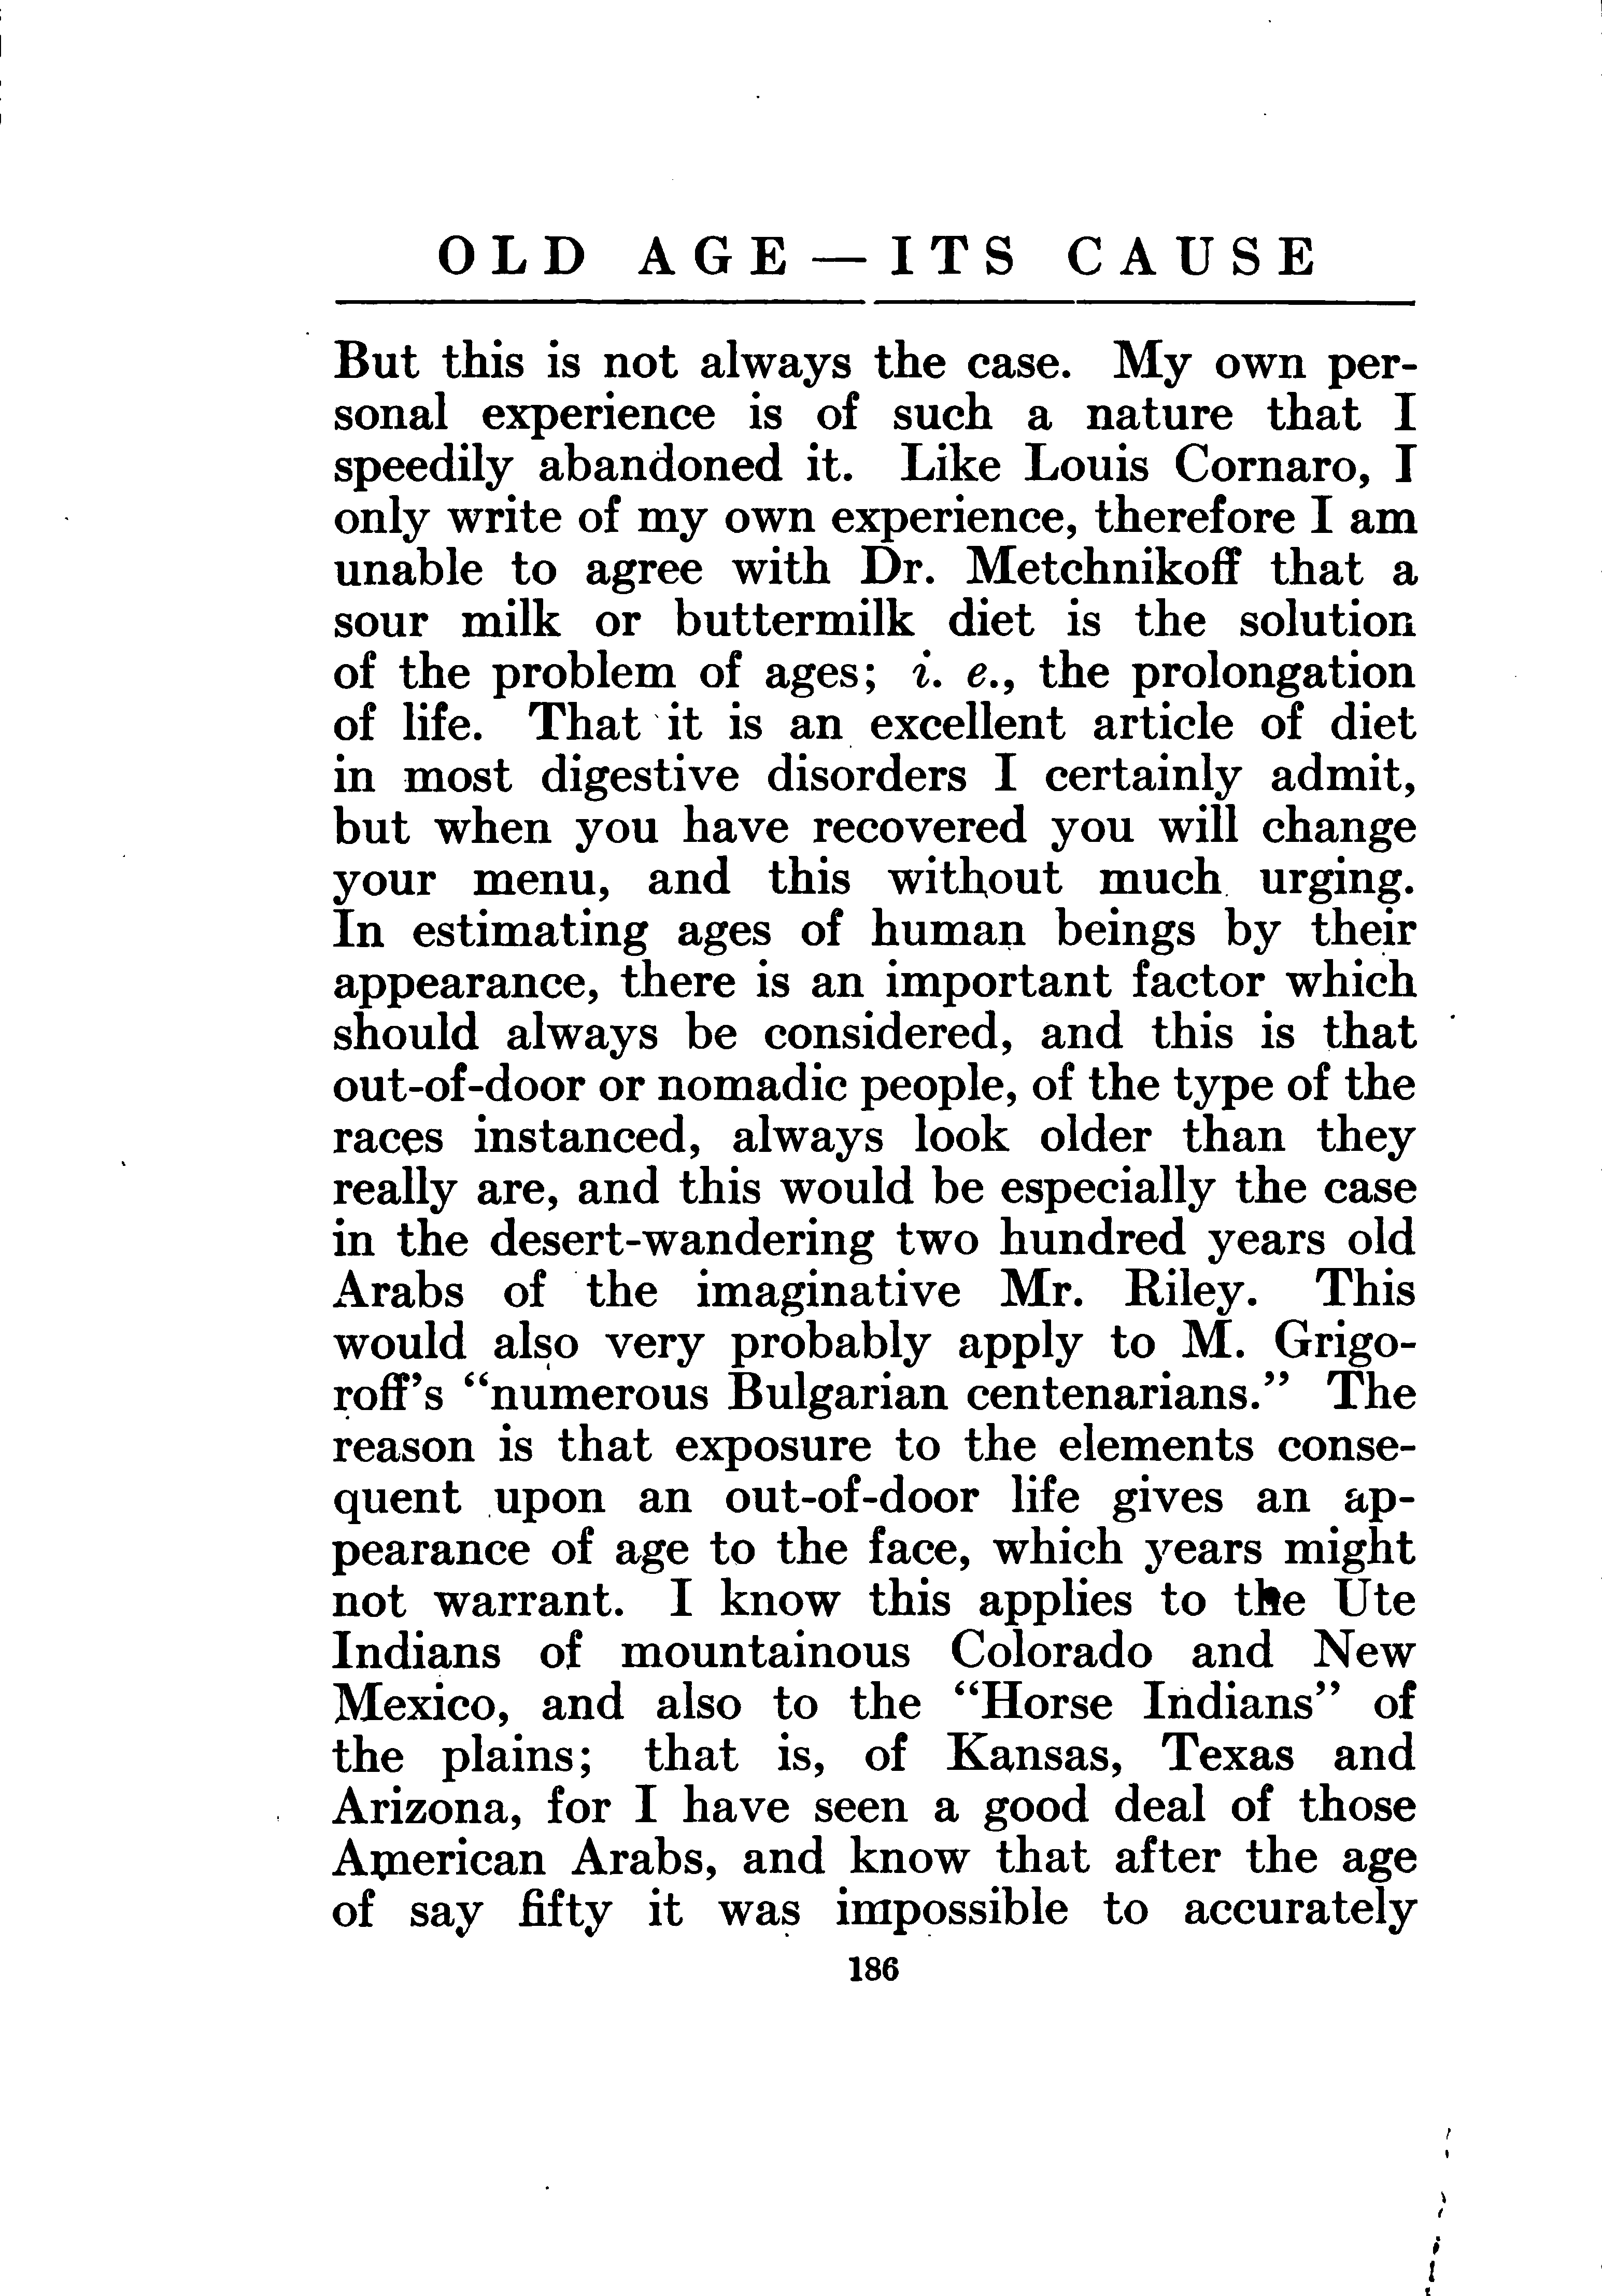 OLD AGE — ITS CAUSE
But this is not always the case. My own per-
sonal experience is of such a nature that I
speedily abandoned it. Like Louis Cornaro, I
only write of my own experience, therefore I am
unable to agree with Dr. Metchnikoff that a
sour milk or buttermilk diet is the solution
of the problem of ages; i. e., the prolongation
of life. That it is an excellent article of diet
in most digestive disorders I certainly admit,
but when you have recovered you will change
your menu, and this without much urging.
In estimating ages of human beings by their
appearance, there is an important factor which
should always be considered, and this is that
out-of-door or nomadic people, of the type of the
races instanced, always look older than they
really are, and this would be especially the case
in the desert-wandering two hundred years old
Arabs of the imaginative Mr. Riley. This
would also very probably apply to M. Grigo-
roff's "numerous Bulgarian centenarians." The
reason is that exposure to the elements conse-
quent upon an out-of-door life gives an ap-
pearance of age to the face, which years might
not warrant. I know this applies to the Ute
Indians of mountainous Colorado and New
Mexico, and also to the "Horse Indians" of
the plains; that is, of Kansas, Texas and
Arizona, for I have seen a good deal of those
American Arabs, and know that after the age
of say fifty it was impossible to accurately
186